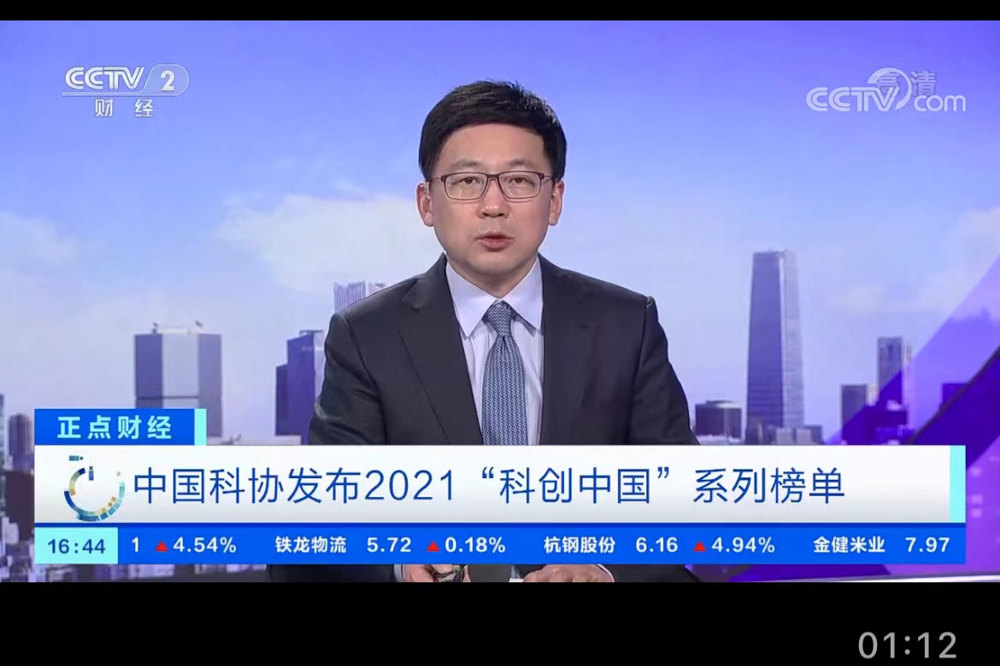 CCTV 2
财 经
高清
CCTV com
正点财经
中国科协发布2021“科创中国”系列榜单
16:44 1 ▲4.54% 铁龙物流 5.72 ▲0.18% 杭钢股份 6.16 ▲4.94% 金健米业 7.97
01:12